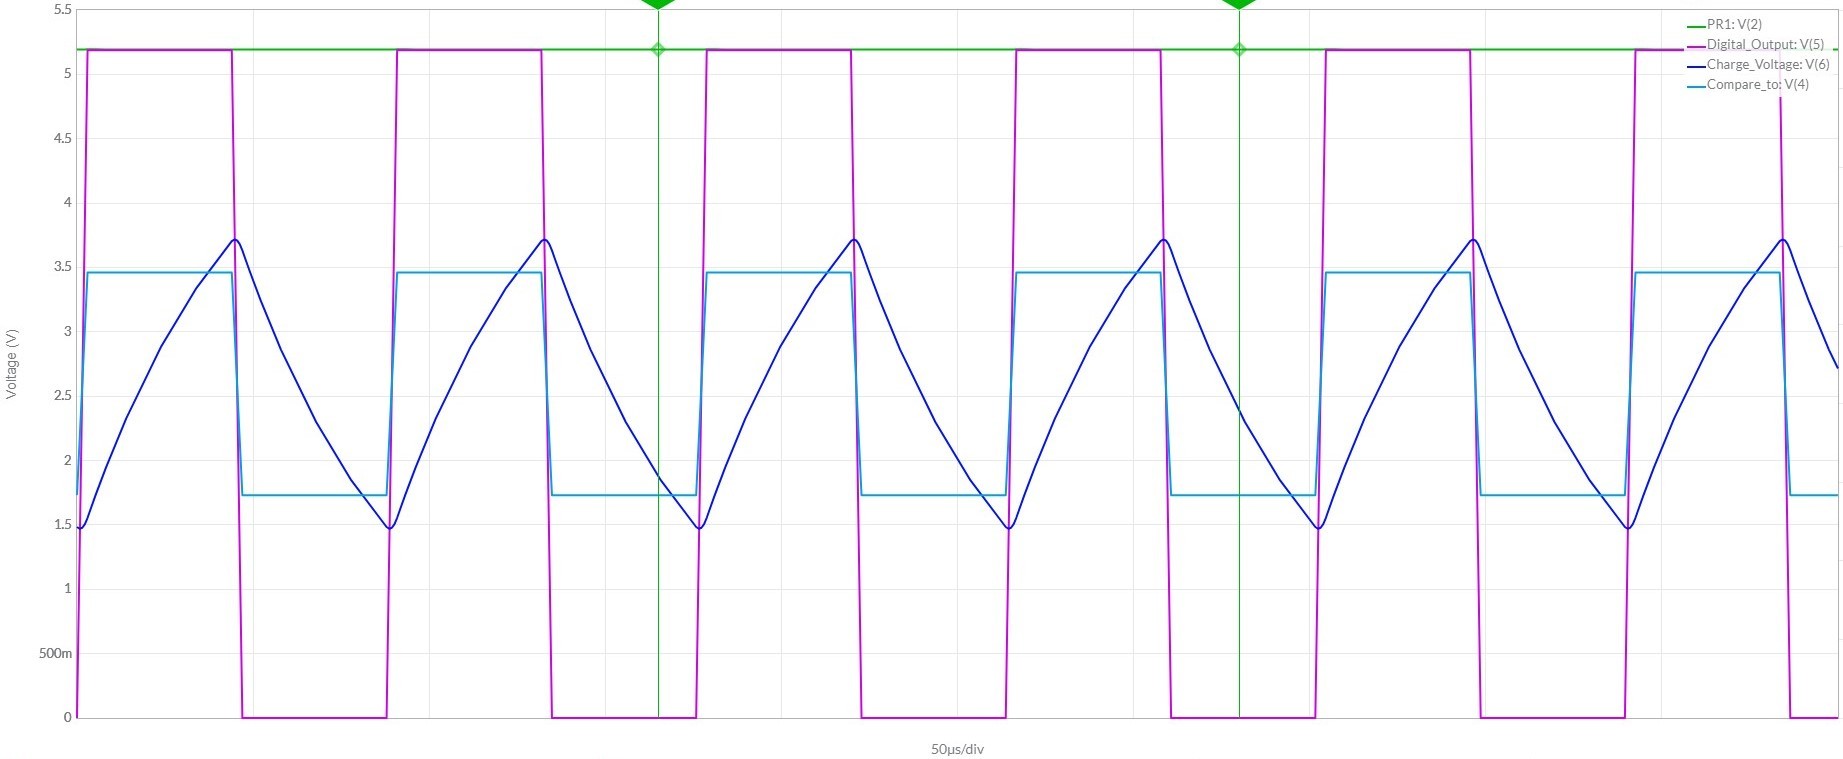 5.5
PR1: V(2)
Digital_Output: V(5)
Charge_Voltage: V(6)
Compare_to: V(4)
5
4.5
4
3.5
3
2.5
2
1.5
1
500m
0
Voltage (V)
50µs/div